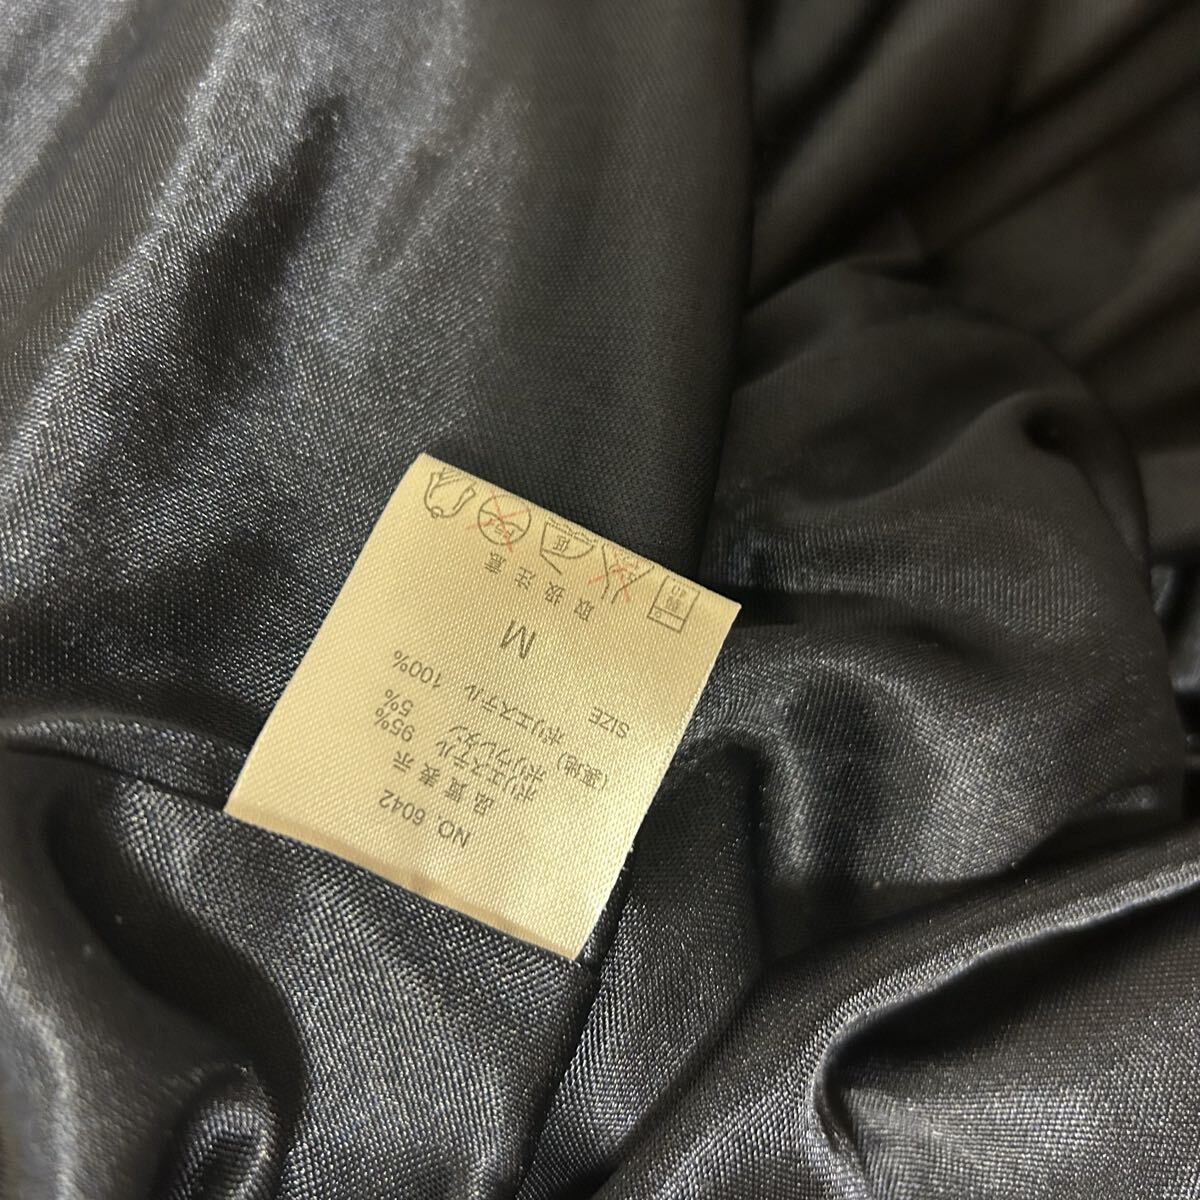 NO. 6042
品質表示
ポリエステル 95%
ポリウレタン 5%
(裏地) ポリエステル 100%
SIZE
M
取扱注意
低